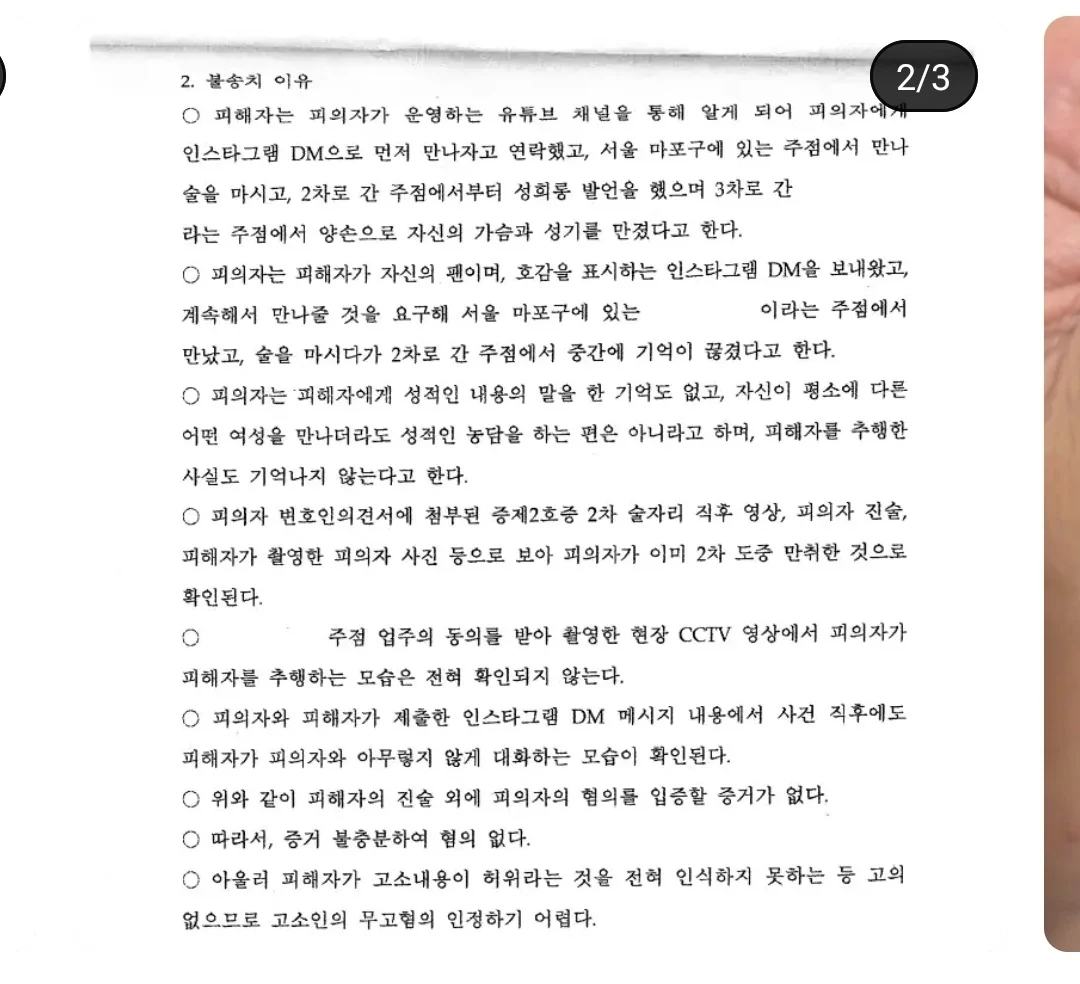 2/3
2. 불송치 이유
○ 피해자는 피의자가 운영하는 유튜브 채널을 통해 알게 되어 피의자에게
인스타그램 DM으로 먼저 만나자고 연락했고, 서울 마포구에 있는 주점에서 만나
술을 마시고, 2차로 간 주점에서부터 성희롱 발언을 했으며 3차로 간
라는 주점에서 양손으로 자신의 가슴과 성기를 만졌다고 한다.
○ 피의자는 피해자가 자신의 팬이며, 호감을 표시하는 인스타그램 DM을 보내왔고,
계속해서 만나줄 것을 요구해 서울 마포구에 있는 이라는 주점에서
만났고, 술을 마시다가 2차로 간 주점에서 중간에 기억이 끊겼다고 한다.
○ 피의자는 피해자에게 성적인 내용의 말을 한 기억도 없고, 자신이 평소에 다른
어떤 여성을 만나더라도 성적인 농담을 하는 편은 아니라고 하며, 피해자를 추행한
사실도 기억나지 않는다고 한다.
○ 피의자 변호인의견서에 첨부된 증제2호증 2차 술자리 직후 영상, 피의자 진술,
피해자가 촬영한 피의자 사진 등으로 보아 피의자가 이미 2차 도중 만취한 것으로
확인된다.
○ 주점 업주의 동의를 받아 촬영한 현장 CCTV 영상에서 피의자가
피해자를 추행하는 모습은 전혀 확인되지 않는다.
○ 피의자와 피해자가 제출한 인스타그램 DM 메시지 내용에서 사건 직후에도
피해자가 피의자와 아무렇지 않게 대화하는 모습이 확인된다.
○ 위와 같이 피해자의 진술 외에 피의자의 혐의를 입증할 증거가 없다.
○ 따라서, 증거 불충분하여 혐의 없다.
○ 아울러 피해자가 고소내용이 허위라는 것을 전혀 인식하지 못하는 등 고의
없으므로 고소인의 무고혐의 인정하기 어렵다.